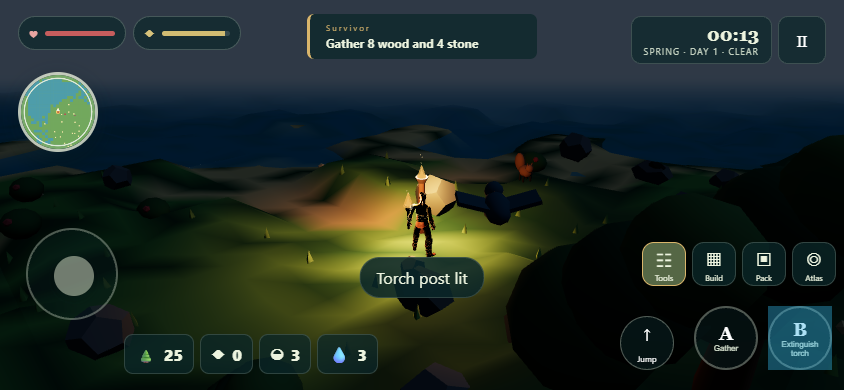 Survivor
Gather 8 wood and 4 stone
00:13
SPRING · DAY 1 · CLEAR
II
Torch post lit
Tools
Build
Pack
Atlas
25
0
3
3
Jump
A
Gather
B
Extinguish
torch